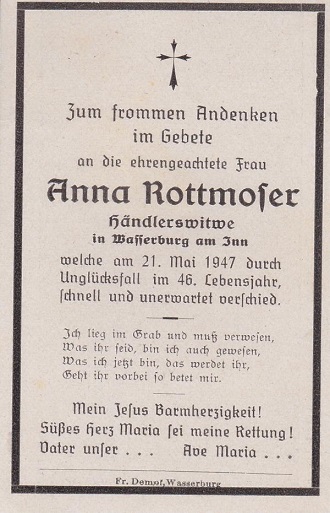 Zum frommen Andenken
im Gebete
an die ehrengeachtete Frau
Anna Rottmoser
Händlerswitwe
in Wasserburg am Inn
welche am 21. Mai 1947 durch
Unglücksfall im 46. Lebensjahr,
schnell und unerwartet verschied.
Ich lieg im Grab und muß verwesen,
Was ihr seid, bin ich auch gewesen,
Was ich jetzt bin, das werdet ihr,
Geht ihr vorbei so betet mir.
Mein Jesus Barmherzigkeit!
Süßes Herz Maria sei meine Rettung!
Vater unser . . . Ave Maria . . .
Fr. Dempf, Wasserburg